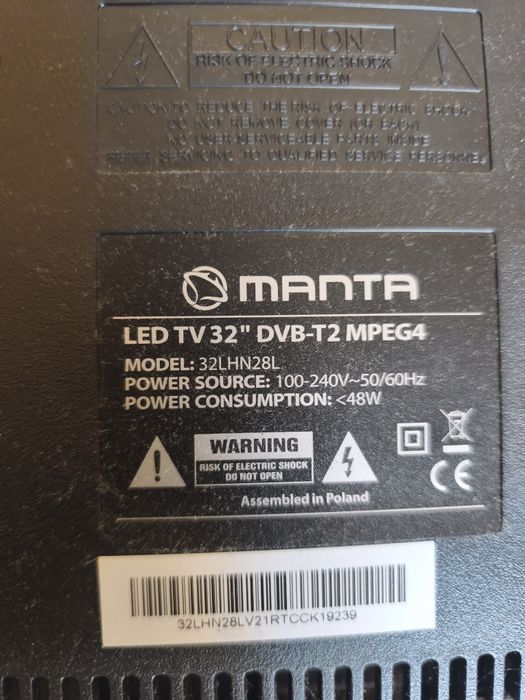 CAUTION
RISK OF ELECTRIC SHOCK
DO NOT OPEN
CAUTION TO REDUCE THE RISK OF ELECTRIC SHOCK
DO NOT REMOVE COVER (OR BACK)
NO USER-SERVICEABLE PARTS INSIDE
REFER SERVICING TO QUALIFIED SERVICE PERSONNEL
MANTA
LED TV 32" DVB-T2 MPEG4
MODEL: 32LHN28L
POWER SOURCE: 100-240V~50/60Hz
POWER CONSUMPTION: <48W
WARNING
RISK OF ELECTRIC SHOCK
DO NOT OPEN
CE
Assembled in Poland
32LHN28LV21RTCCK19239